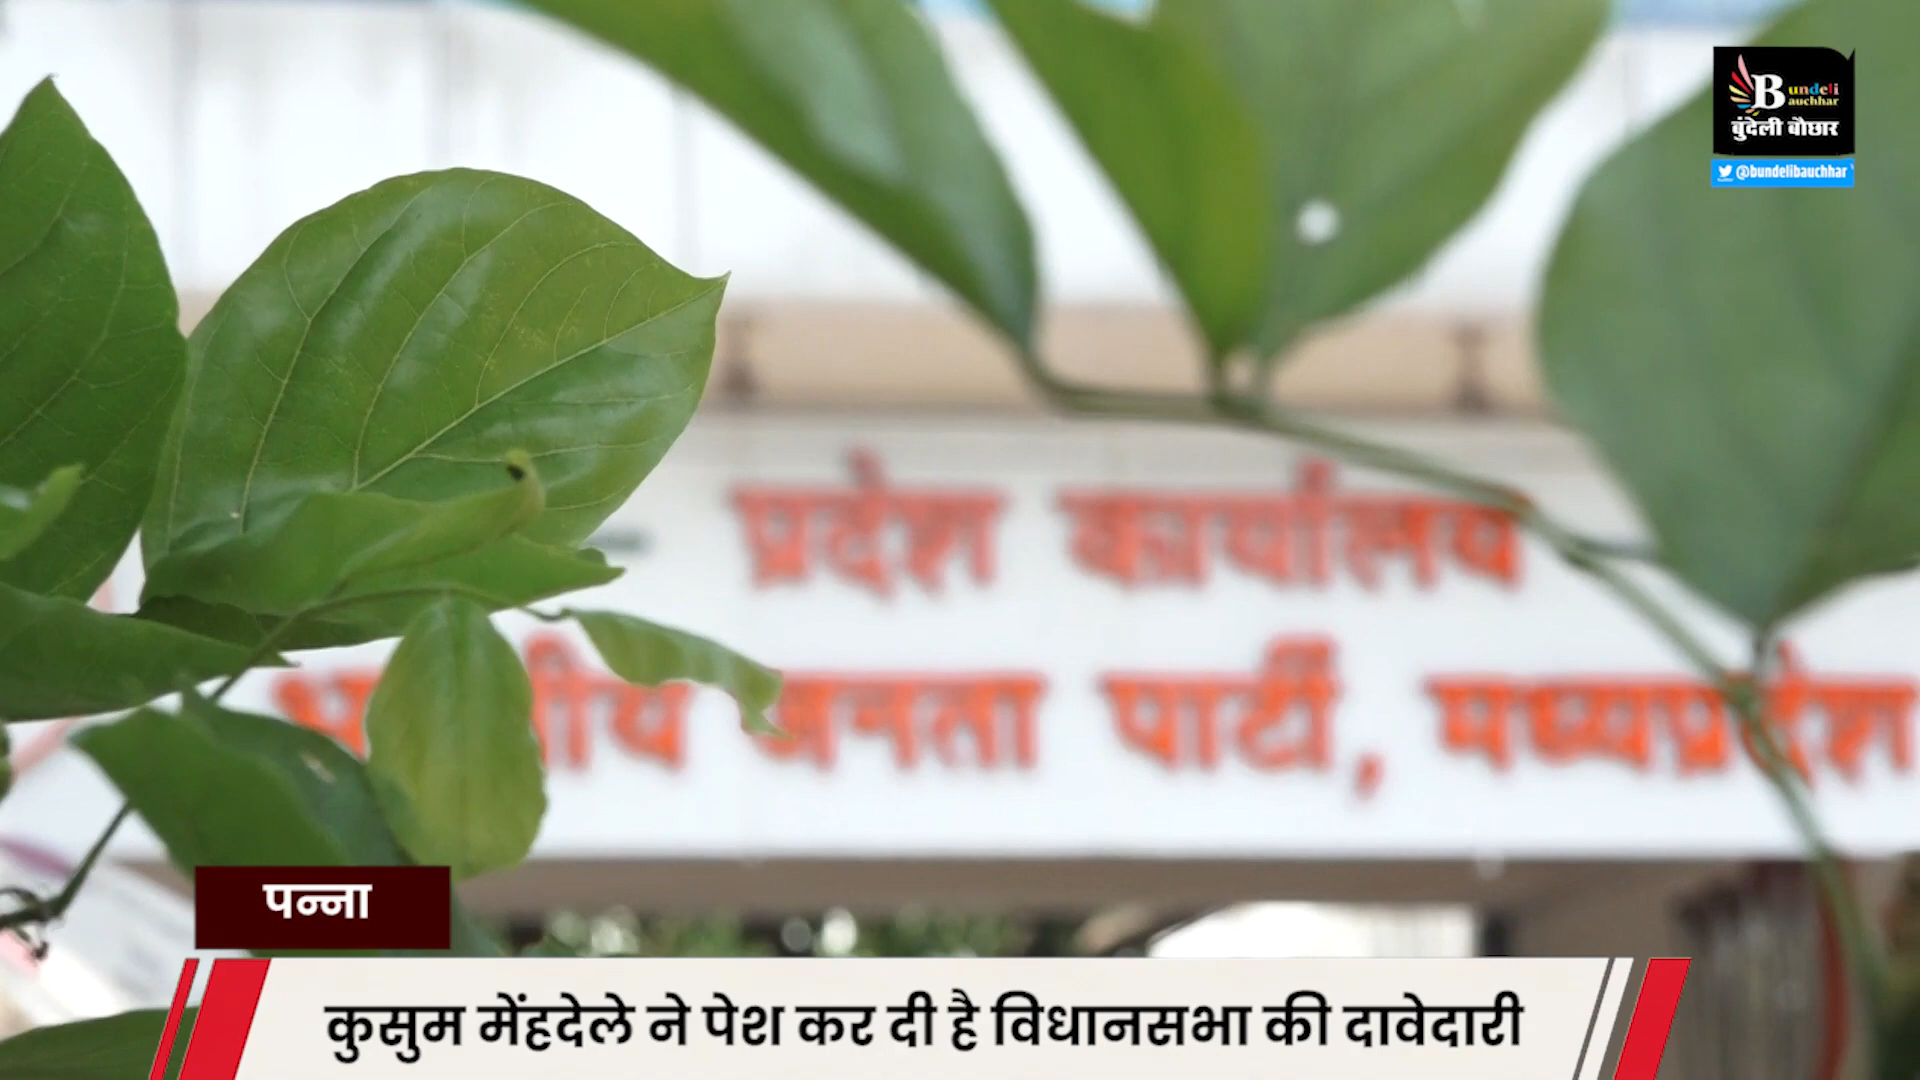 Bundeli
Bauchhar
बुंदेली बौछार
@bundelibauchhar
प्रदेश कार्यालय
जनता पार्टी, मध्यप्रदेश
पन्ना
कुसुम मेंहदेले ने पेश कर दी है विधानसभा की दावेदारी